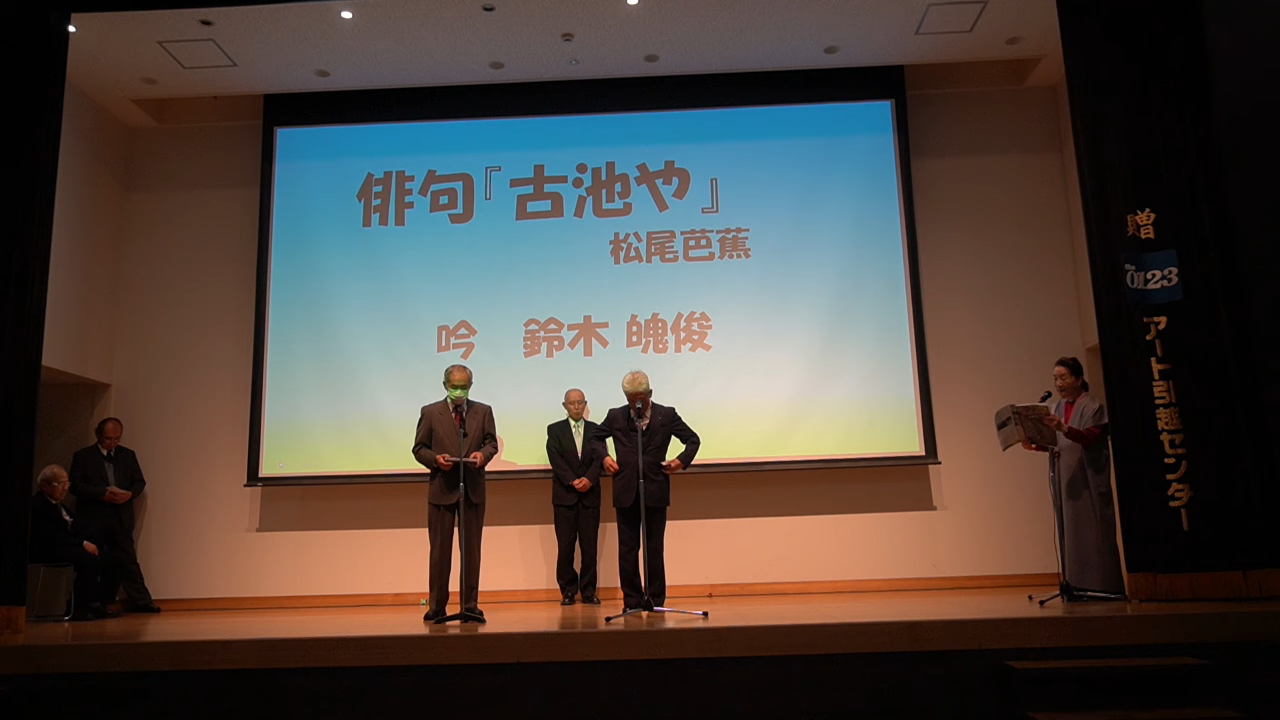 俳句『古池や』
松尾芭蕉
吟 鈴木 魄俊
贈
the 0123
アート引越センター